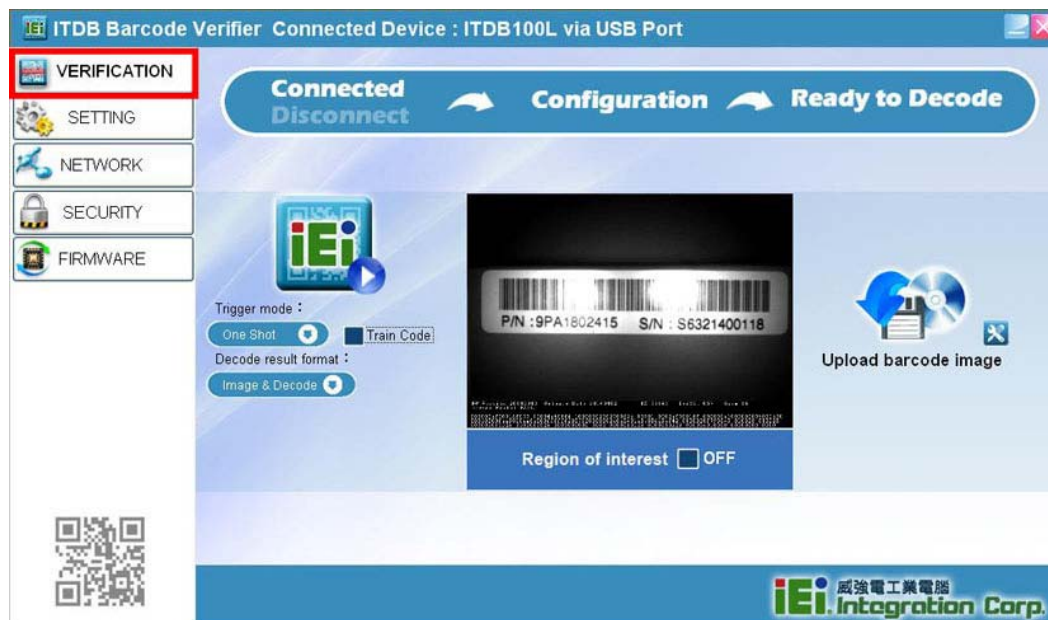 iEi ITDB Barcode Verifier Connected Device : ITDB100L via USB Port
VERIFICATION
SETTING
NETWORK
SECURITY
FIRMWARE
Connected
Disconnect
Configuration
Ready to Decode
iEi
Trigger mode :
One Shot
Train Code
Decode result format :
Image & Decode
P/N :9PA1802415 S/N : S6321400118
Region of interest OFF
Upload barcode image
iEi 威強電工業電腦
Integration Corp.